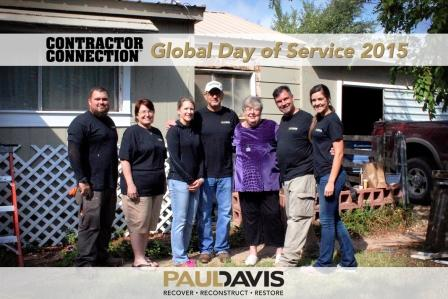 CONTRACTOR
CONNECTION
Global Day of Service 2015
PAUL DAVIS
RECOVER • RECONSTRUCT • RESTORE